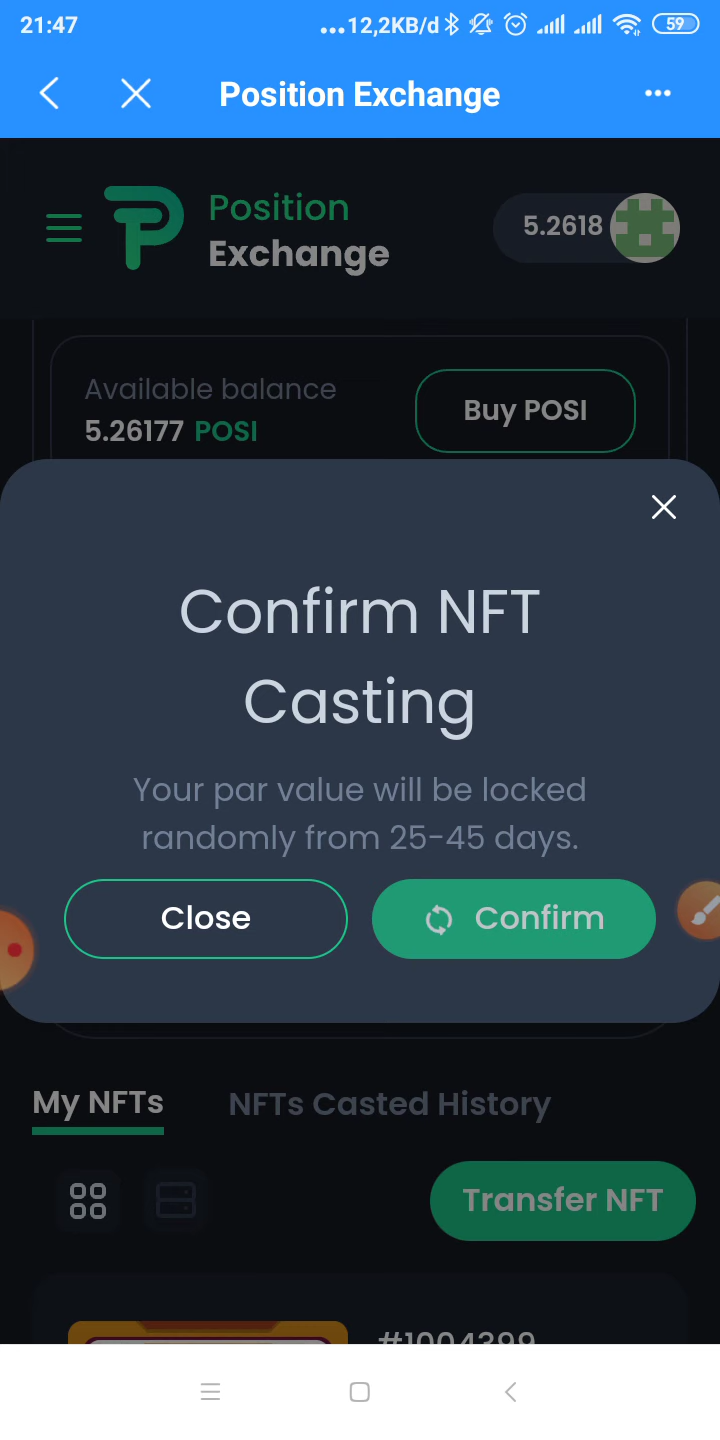 21:47
...12,2KB/d
59
Position Exchange
Position
Exchange
5.2618
Available balance
5.26177 POSI
Buy POSI
Confirm NFT
Casting
Your par value will be locked
randomly from 25-45 days.
Close
Confirm
My NFTs
NFTs Casted History
Transfer NFT
#1004399